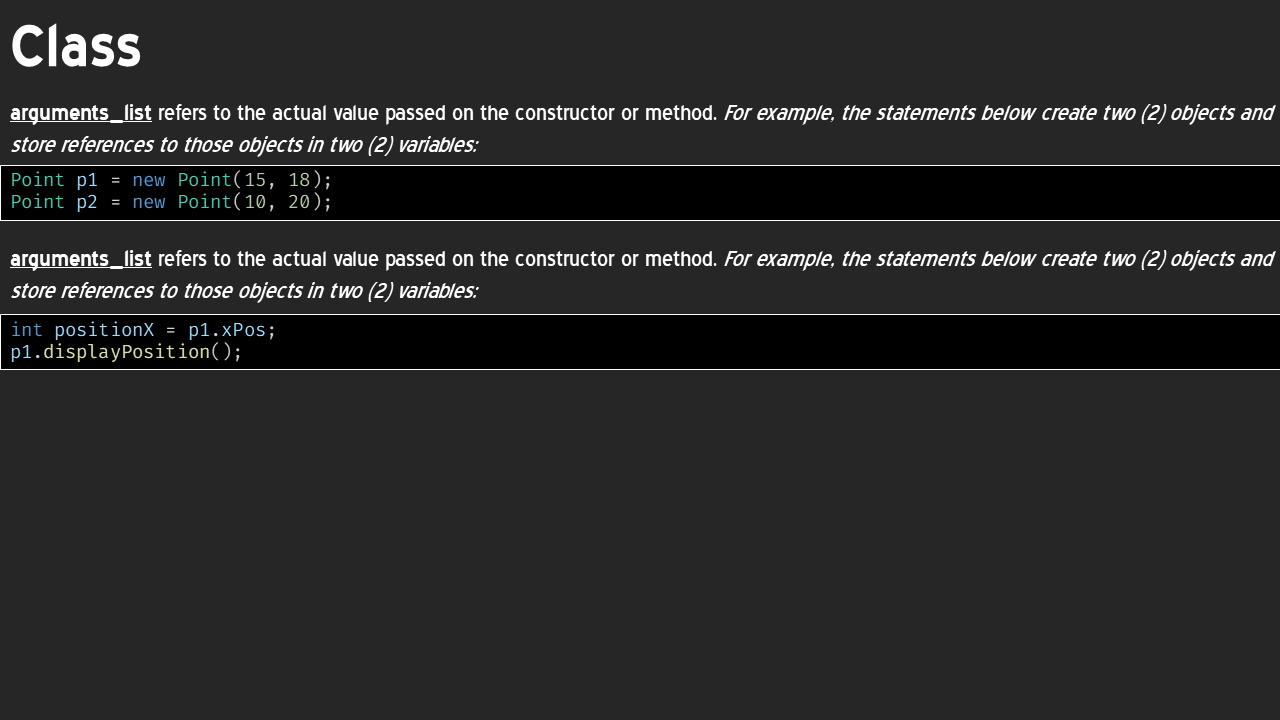 Class
arguments_list refers to the actual value passed on the constructor or method. For example, the statements below create two (2) objects and
store references to those objects in two (2) variables:
Point p1 = new Point(15, 18);
Point p2 = new Point(10, 20);
arguments_list refers to the actual value passed on the constructor or method. For example, the statements below create two (2) objects and
store references to those objects in two (2) variables:
int positionX = p1.xPos;
p1.displayPosition();